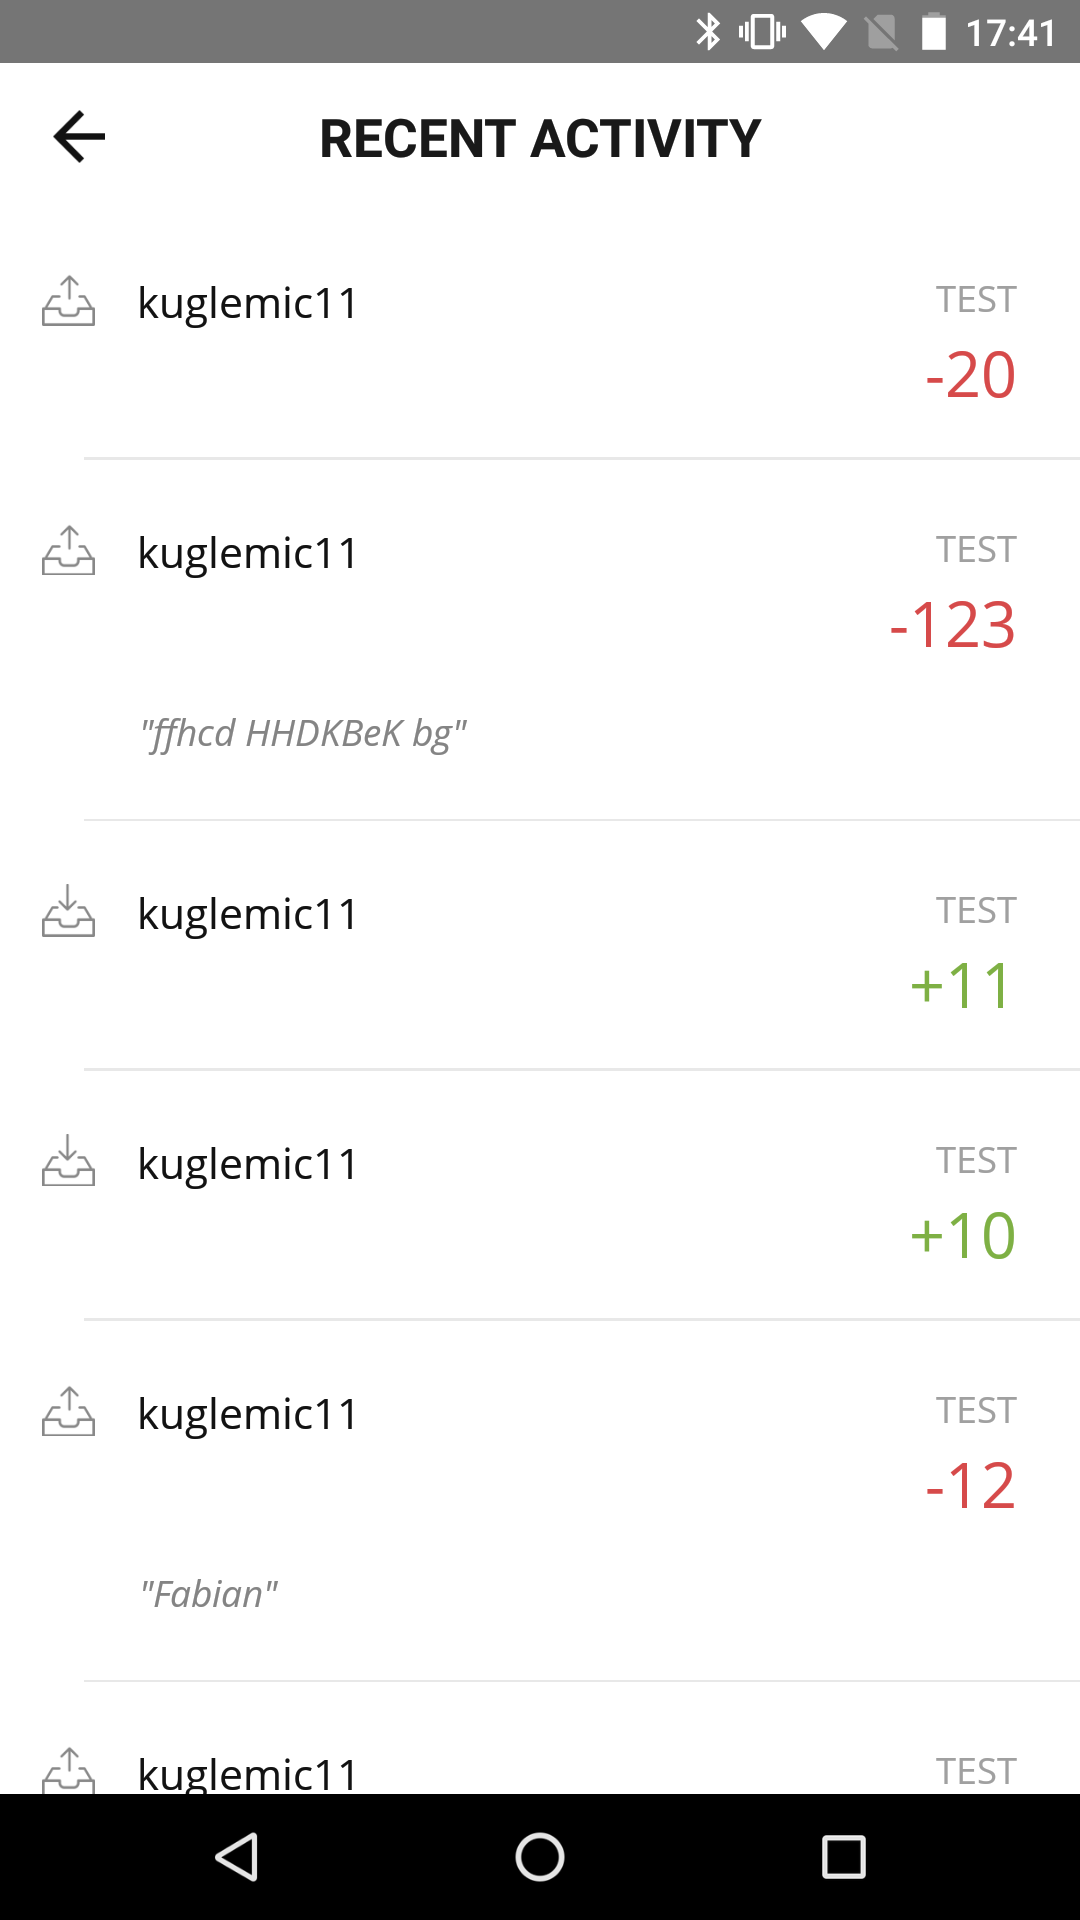 17:41
RECENT ACTIVITY
kuglemic11
TEST
-20
kuglemic11
TEST
-123
"ffhcd HHDKBeK bg"
kuglemic11
TEST
+11
kuglemic11
TEST
+10
kuglemic11
TEST
-12
"Fabian"
kuglemic11
TEST